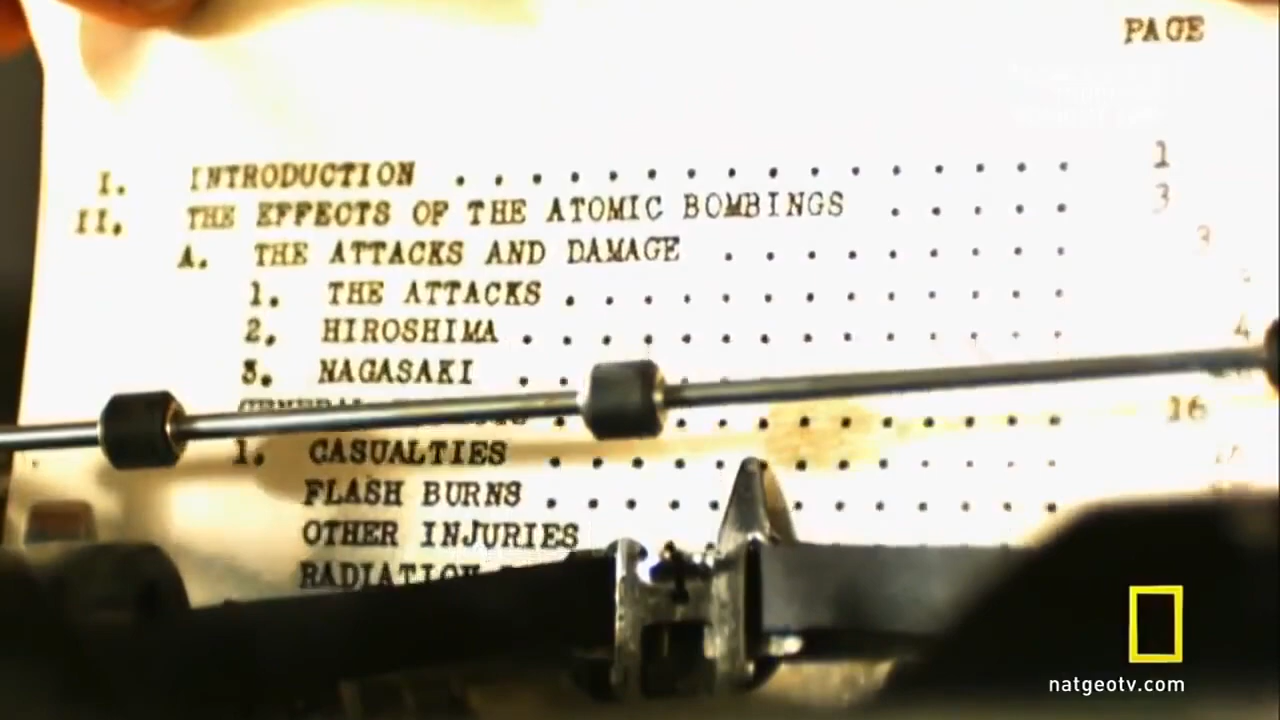 PAGE
I. INTRODUCTION . . . . . . . . . . . . . . . . 1
II. THE EFFECTS OF THE ATOMIC BOMBINGS . . . . . 3
A. THE ATTACKS AND DAMAGE . . . . . . . . . 3
1. THE ATTACKS . . . . . . . . . . . . .
2. HIROSHIMA . . . . . . . . . . . . . . 4
3. NAGASAKI . . .
. . . . . . . . . . . . . 16
1. CASUALTIES . . . . . . . . . . . . .
FLASH BURNS . . . . . . . . . . . . .
OTHER INJURIES
RADIATION
natgeotv.com